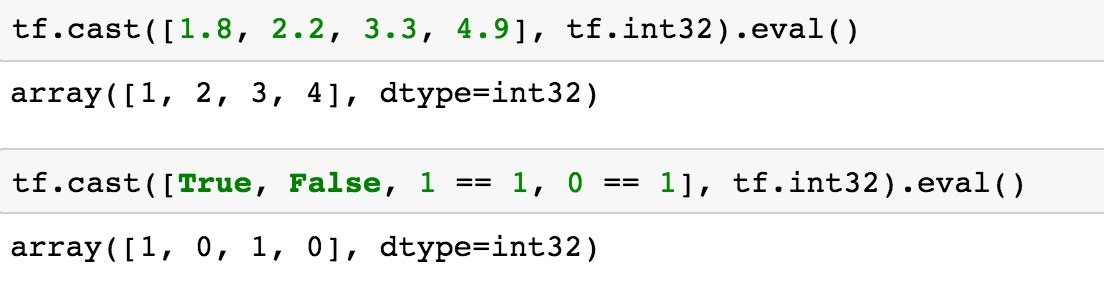 tf.cast([1.8, 2.2, 3.3, 4.9], tf.int32).eval()
array([1, 2, 3, 4], dtype=int32)
tf.cast([True, False, 1 == 1, 0 == 1], tf.int32).eval()
array([1, 0, 1, 0], dtype=int32)